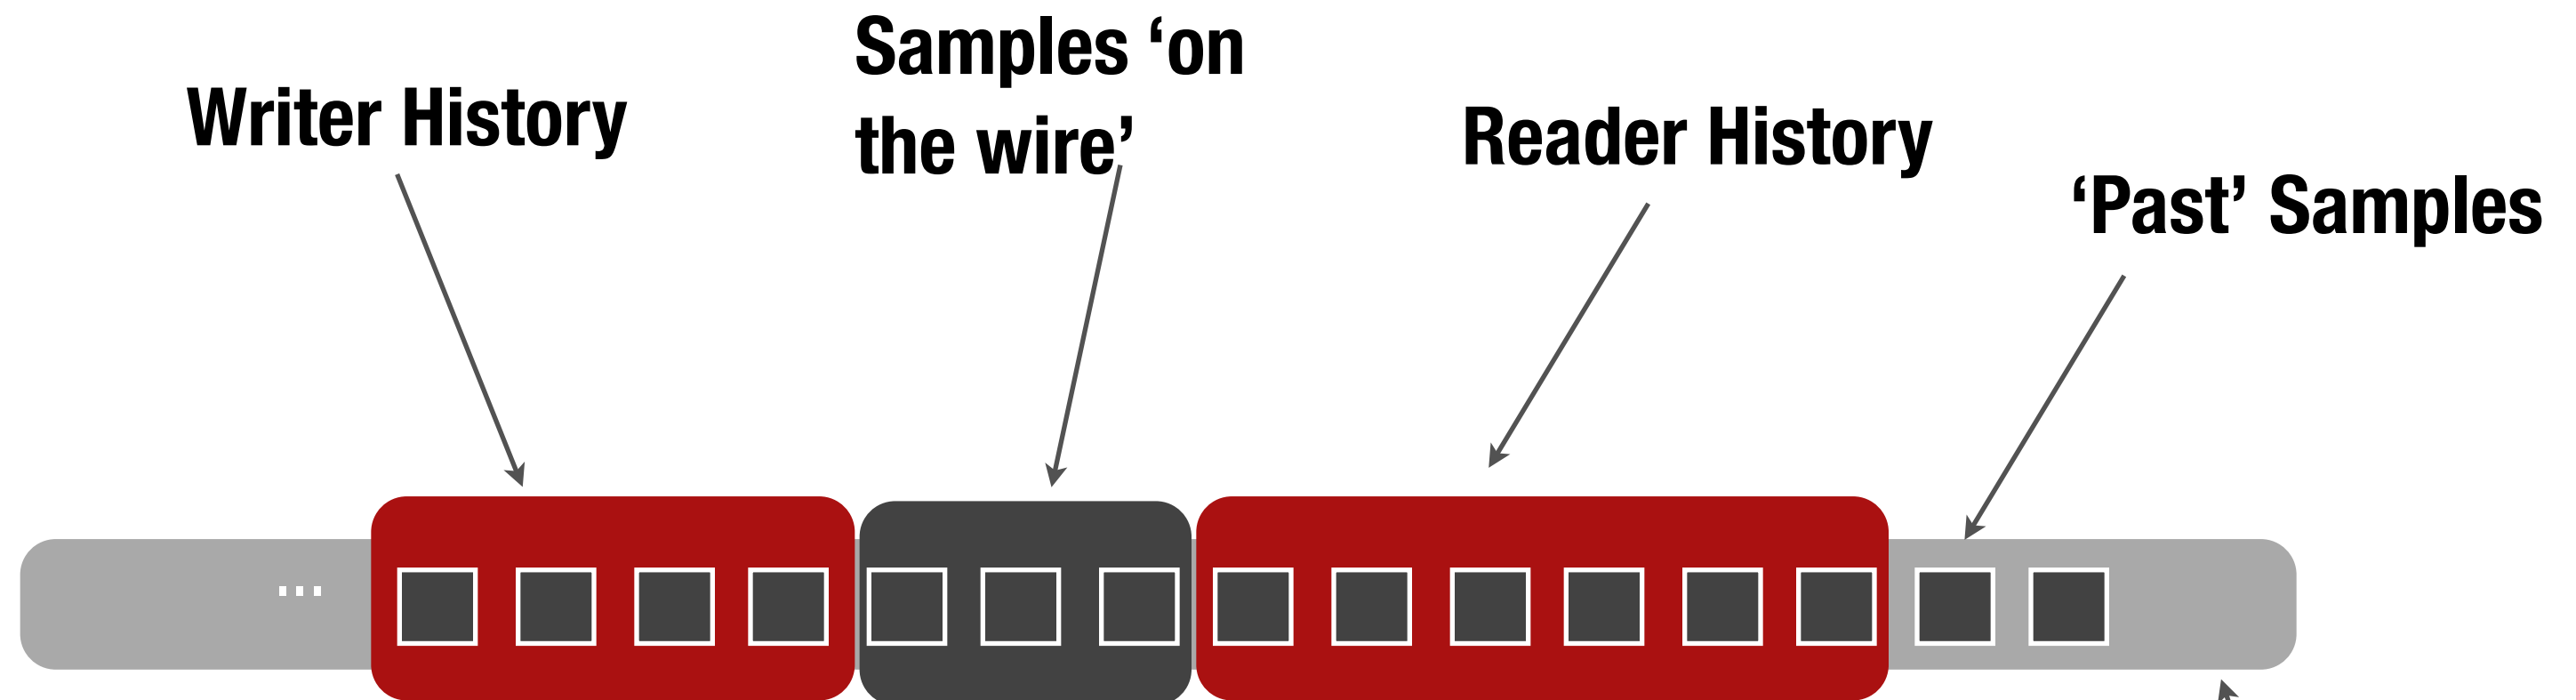 Samples ‘on
the wire’
Writer History
Reader History
‘Past’ Samples
...